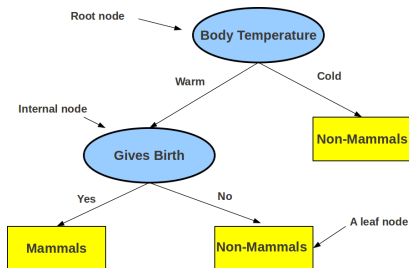 Root node
Body Temperature
Warm
Cold
Internal node
Non-Mammals
Gives Birth
Yes
No
A leaf node
Mammals
Non-Mammals